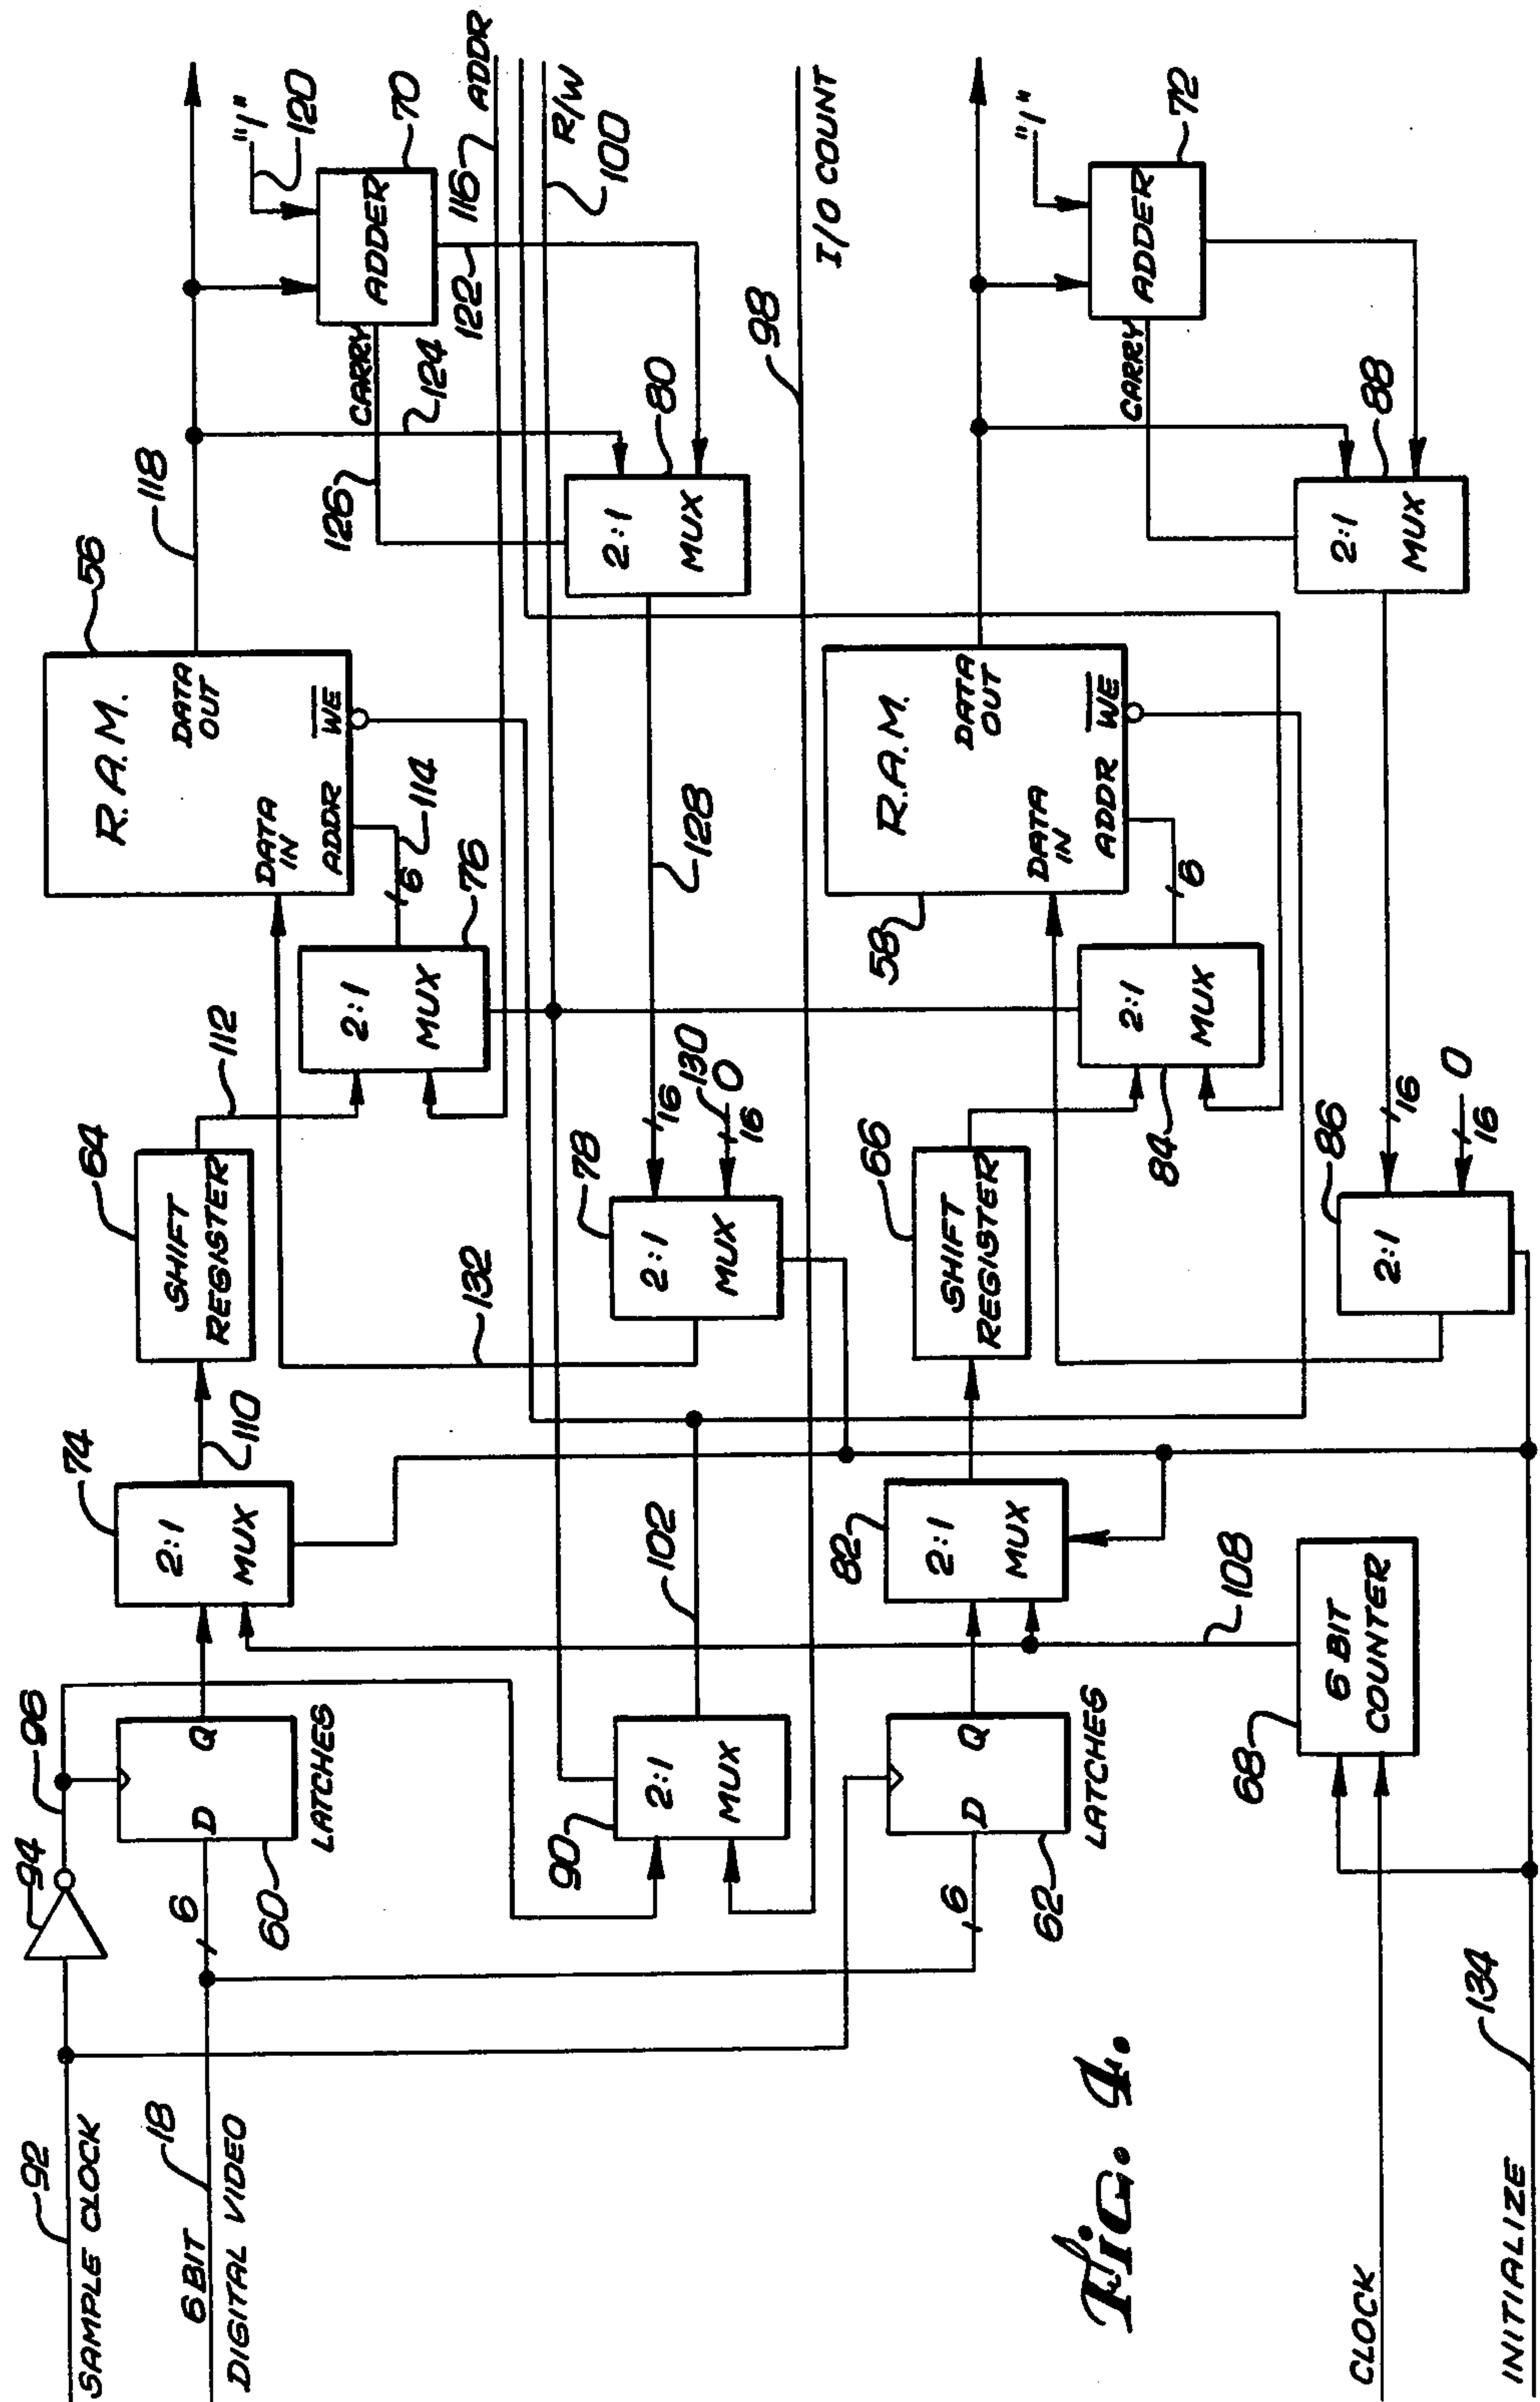 92
SAMPLE CLOCK
94
96
6 BIT
18
DIGITAL VIDEO
6
D
Q
60
LATCHES
74
2:1
MUX
110
64
SHIFT
REGISTER
112
76
2:1
MUX
6
114
56
R.A.M.
DATA
IN
DATA
OUT
ADDR
WE
118
"1"
120
ADDER
70
CARRY
124
126
122
116
ADDR
R/W
100
80
2:1
MUX
128
16
130
O
16
78
2:1
MUX
132
90
2:1
MUX
102
98
I/O COUNT
6
D
Q
62
LATCHES
82
2:1
MUX
66
SHIFT
REGISTER
84
2:1
MUX
6
58
R.A.M.
DATA
IN
DATA
OUT
ADDR
WE
"1"
ADDER
72
CARRY
88
2:1
MUX
16
O
16
86
2:1
108
68
6 BIT
COUNTER
CLOCK
INITIALIZE
134
Fig. 4.